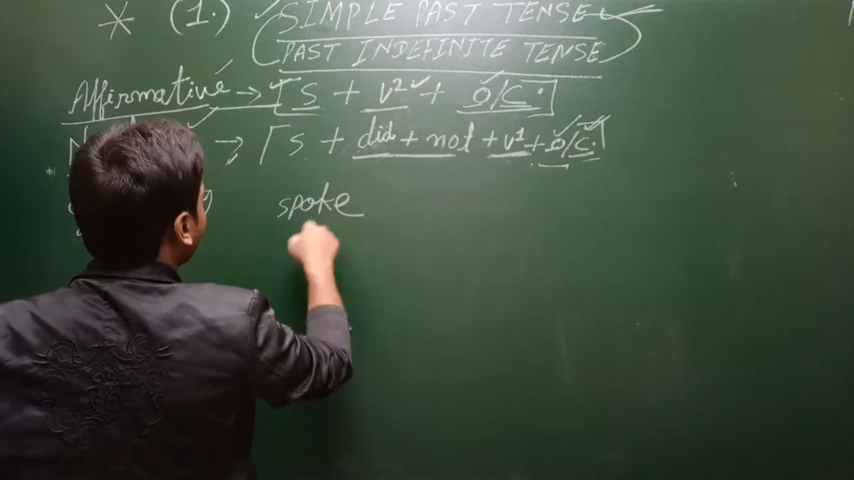 * (1.) SIMPLE PAST TENSE
PAST INDEFINITE TENSE
Affirmative → [S + V² + O/C.]
→ [S + did + not + V¹ + O/C.]
spoke